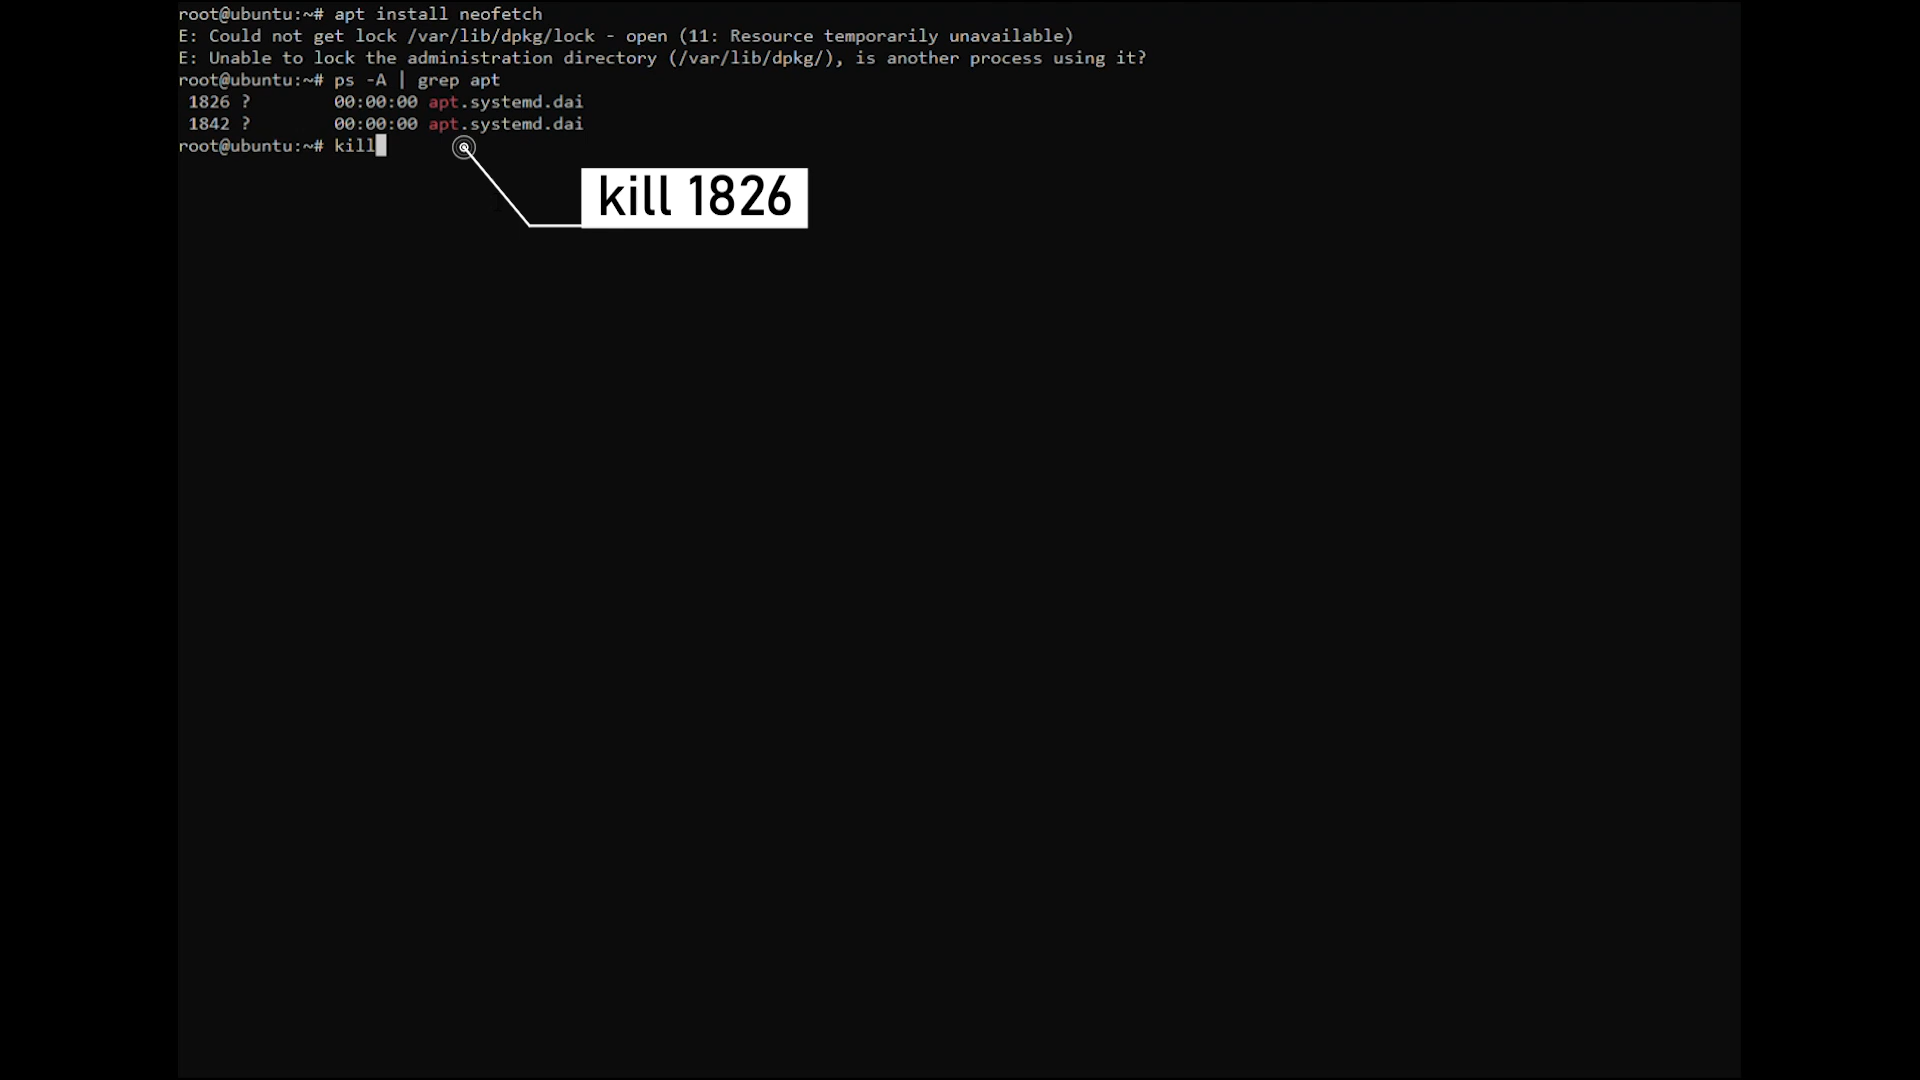 root@ubuntu:~# apt install neofetch
E: Could not get lock /var/lib/dpkg/lock - open (11: Resource temporarily unavailable)
E: Unable to lock the administration directory (/var/lib/dpkg/), is another process using it?
root@ubuntu:~# ps -A | grep apt
1826 ?        00:00:00 apt.systemd.dai
1842 ?        00:00:00 apt.systemd.dai
root@ubuntu:~# kill
kill 1826